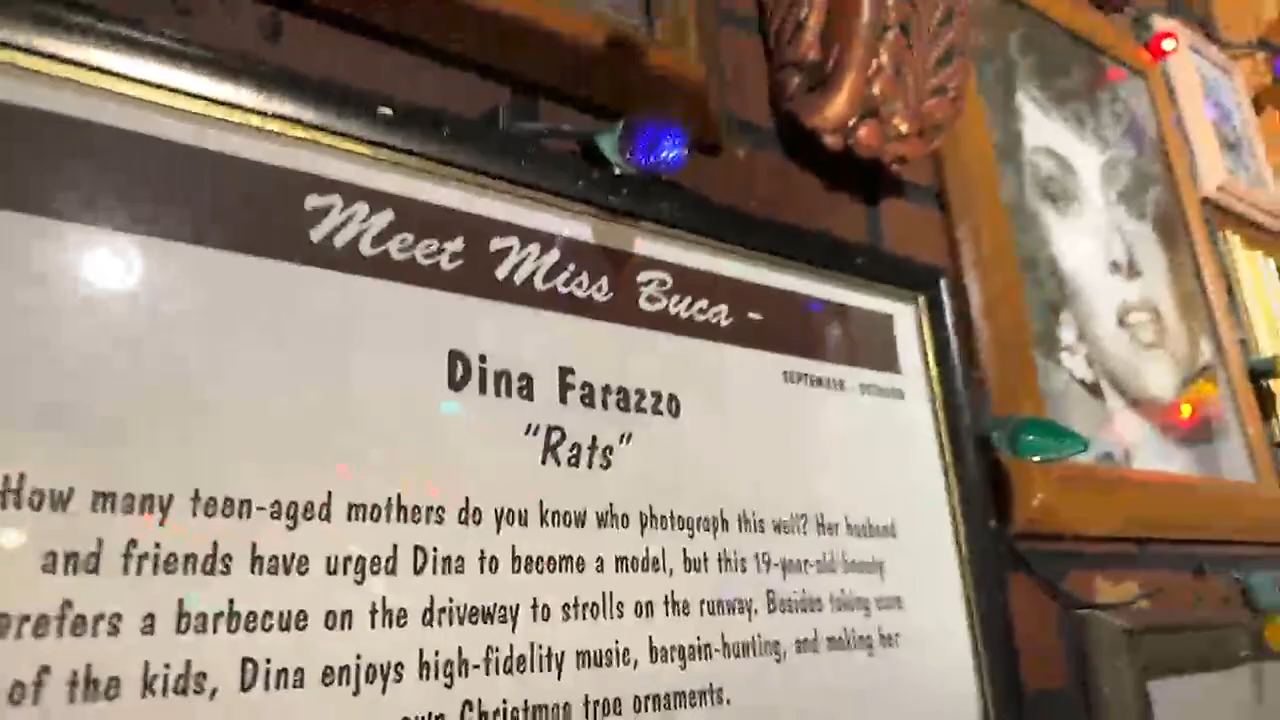 Meet Miss Buca -
SEPTEMBER - OCTOBER
Dina Farazzo
"Rats"
How many teen-aged mothers do you know who photograph this well? Her husband
and friends have urged Dina to become a model, but this 19-year-old beauty
prefers a barbecue on the driveway to strolls on the runway. Besides taking care
of the kids, Dina enjoys high-fidelity music, bargain-hunting, and making her
own Christmas tree ornaments.